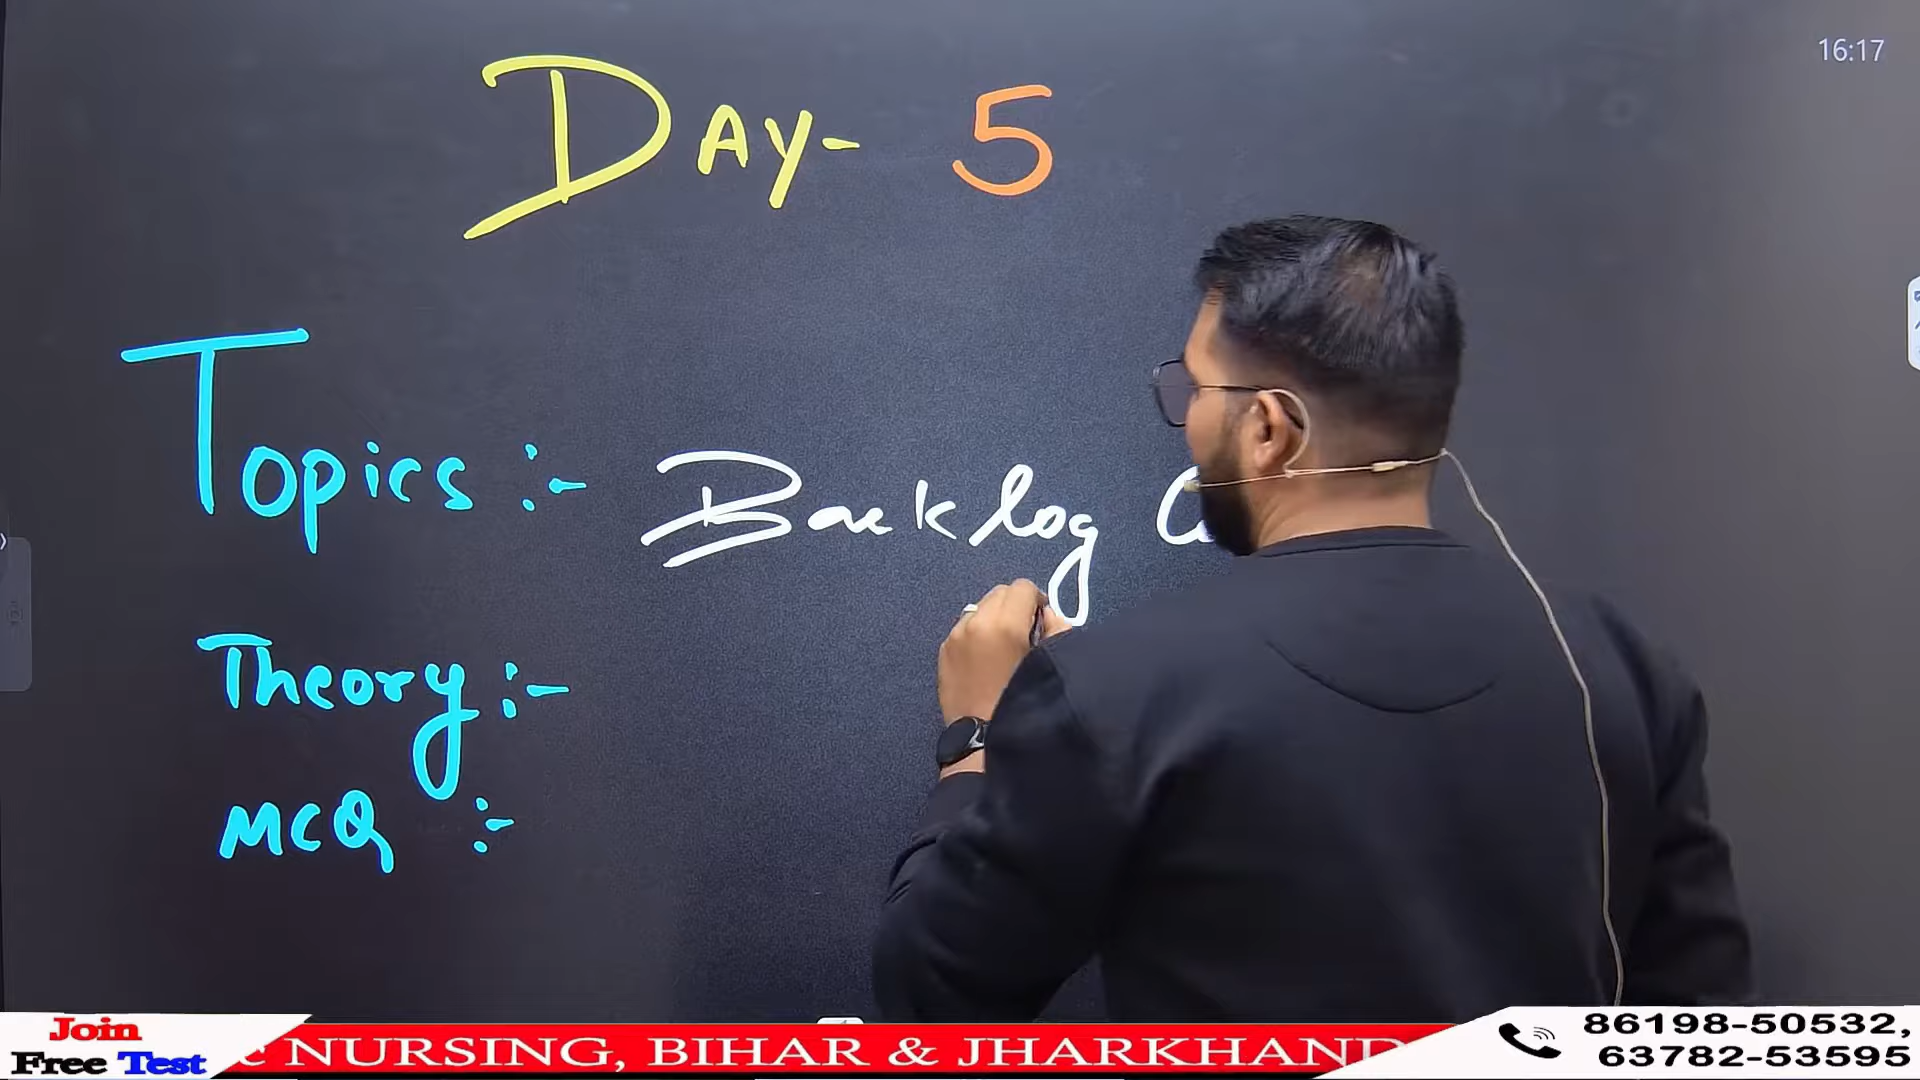 16:17
DAY- 5
Topics :- Backlog
Theory :-
MCQ :-
Join
Free Test
NURSING, BIHAR & JHARKHAND
86198-50532,
63782-53595